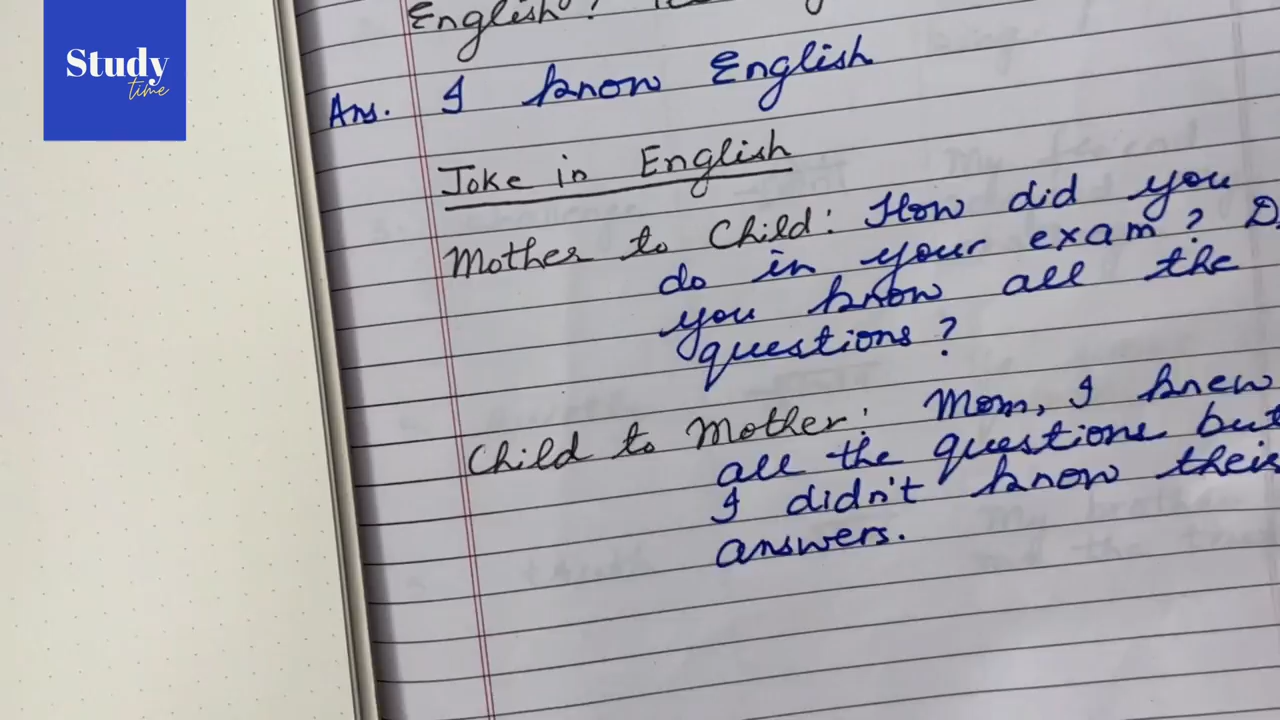 Study
time
English?
Ans. I know English
Joke in English
Mother to Child: How did you
do in your exam? D
you know all the
questions?
Child to Mother: Mom, I knew
all the questions but
I didn't know their
answers.